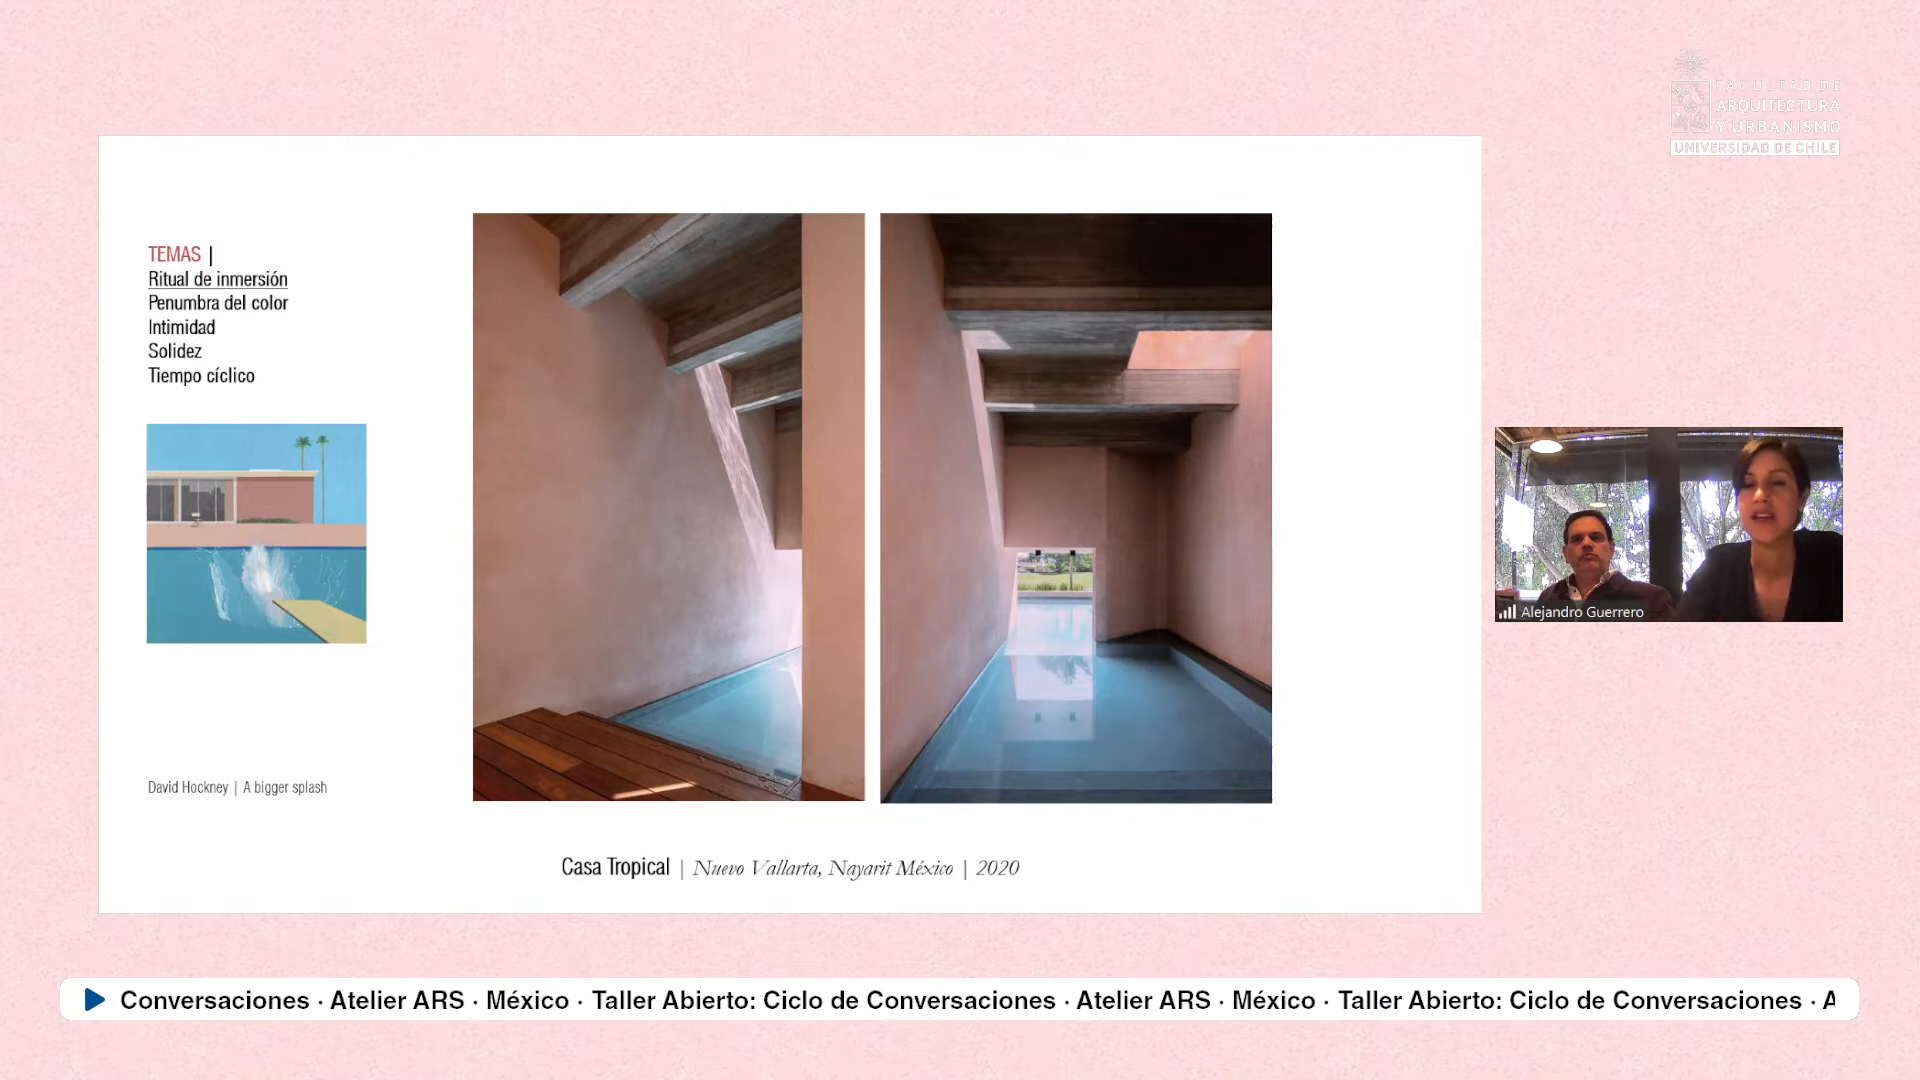 FACULTAD DE
ARQUITECTURA
Y URBANISMO
UNIVERSIDAD DE CHILE
TEMAS |
Ritual de inmersión
Penumbra del color
Intimidad
Solidez
Tiempo cíclico
David Hockney | A bigger splash
Casa Tropical | Nuevo Vallarta, Nayarit México | 2020
Alejandro Guerrero
Conversaciones · Atelier ARS · México · Taller Abierto: Ciclo de Conversaciones · Atelier ARS · México · Taller Abierto: Ciclo de Conversaciones · A